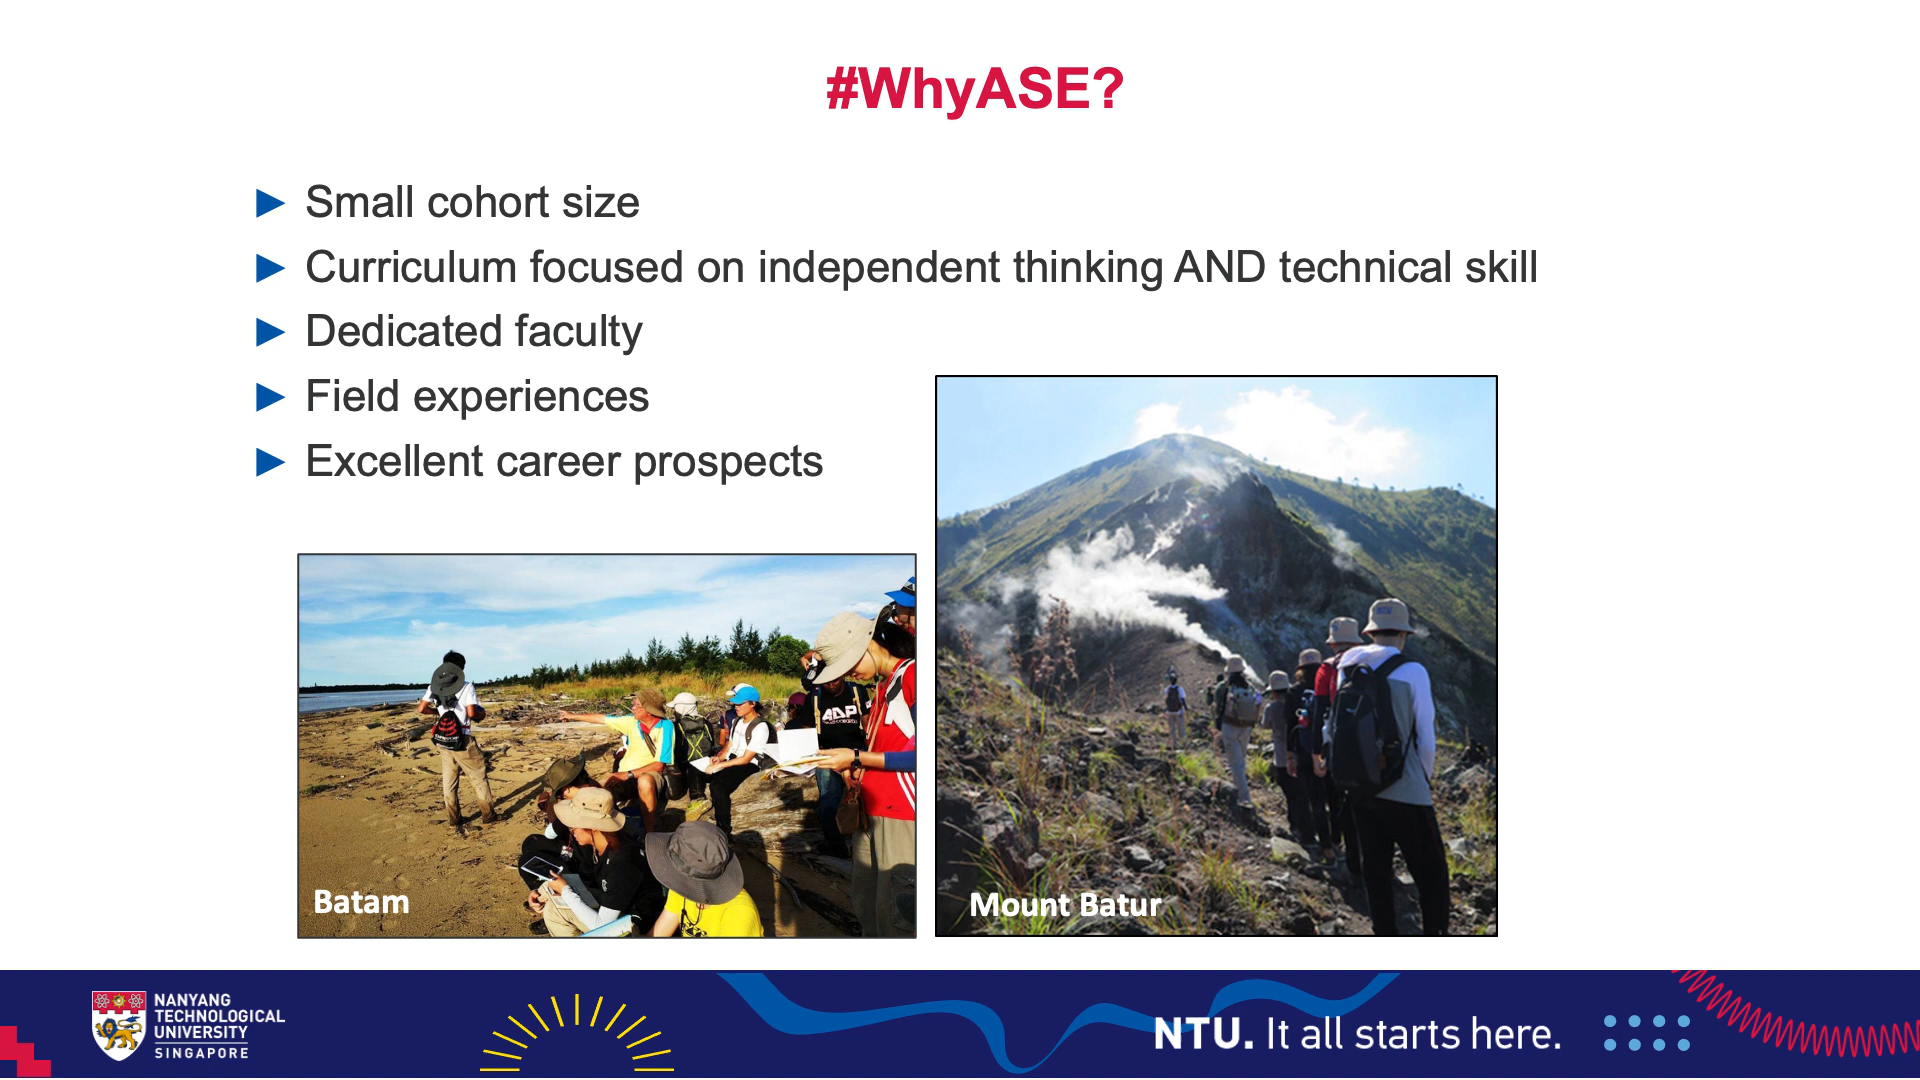 #WhyASE?
Small cohort size
Curriculum focused on independent thinking AND technical skill
Dedicated faculty
Field experiences
Excellent career prospects
ADP
Batam
Mount Batur
NANYANG
TECHNOLOGICAL
UNIVERSITY
SINGAPORE
NTU. It all starts here.